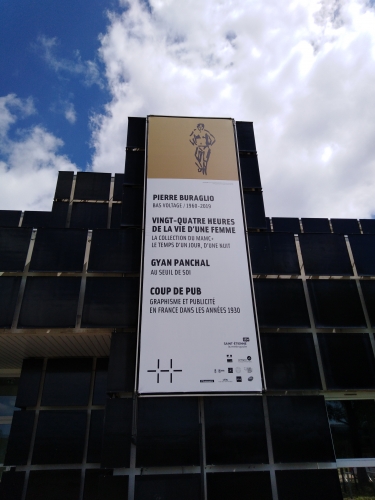 PIERRE BURAGLIO
BAS VOLTAGE / 1960-2019
VINGT-QUATRE HEURES
DE LA VIE D'UNE FEMME
LA COLLECTION DU MAMC+
LE TEMPS D'UN JOUR, D'UNE NUIT
GYAN PANCHAL
AU SEUIL DE SOI
COUP DE PUB
GRAPHISME ET PUBLICITÉ
EN FRANCE DANS LES ANNÉES 1930
SAINT-ÉTIENNE